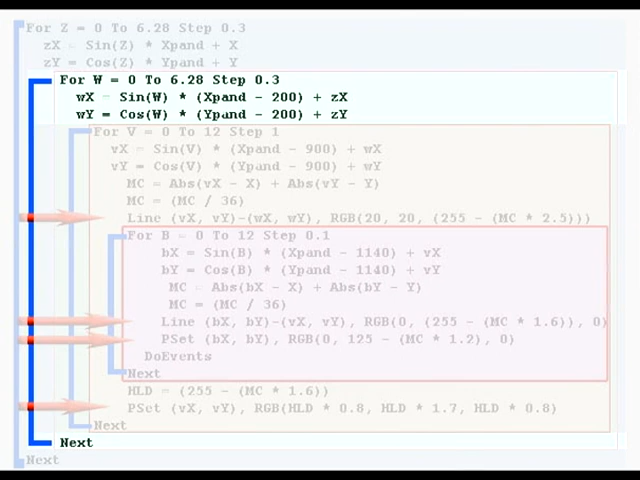 For Z = 0 To 6.28 Step 0.3
zX = Sin(Z) * Xpand + X
zY = Cos(Z) * Ypand + Y
For W = 0 To 6.28 Step 0.3
wX = Sin(W) * (Xpand - 200) + zX
wY = Cos(W) * (Ypand - 200) + zY
For V = 0 To 12 Step 1
vX = Sin(V) * (Xpand - 900) + wX
vY = Cos(V) * (Ypand - 900) + wY
MC = Abs(vX - X) + Abs(vY - Y)
MC = (MC / 36)
Line (vX, vY)-(wX, wY), RGB(20, 20, (255 - (MC * 2.5)))
For B = 0 To 12 Step 0.1
bX = Sin(B) * (Xpand - 1140) + vX
bY = Cos(B) * (Ypand - 1140) + vY
MC = Abs(bX - X) + Abs(bY - Y)
MC = (MC / 36)
Line (bX, bY)-(vX, vY), RGB(0, (255 - (MC * 1.6)), 0)
PSet (bX, bY), RGB(0, 125 - (MC * 1.2), 0)
DoEvents
Next
HLD = (255 - (MC * 1.6))
PSet (vX, vY), RGB(HLD * 0.8, HLD * 1.7, HLD * 0.8)
Next
Next
Next